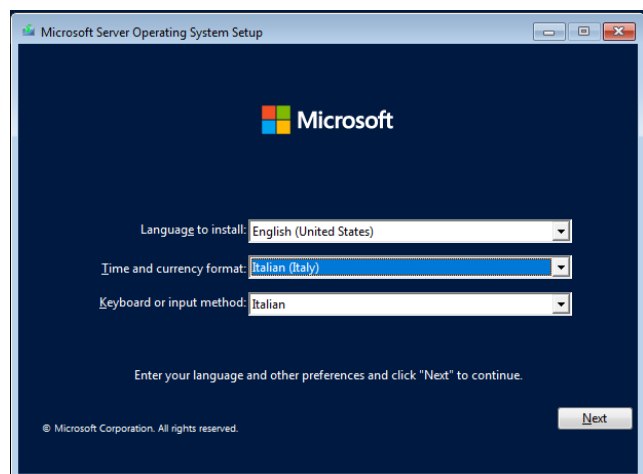 Microsoft Server Operating System Setup
Microsoft
Language to install: English (United States)
Time and currency format: Italian (Italy)
Keyboard or input method: Italian
Enter your language and other preferences and click "Next" to continue.
Next
© Microsoft Corporation. All rights reserved.